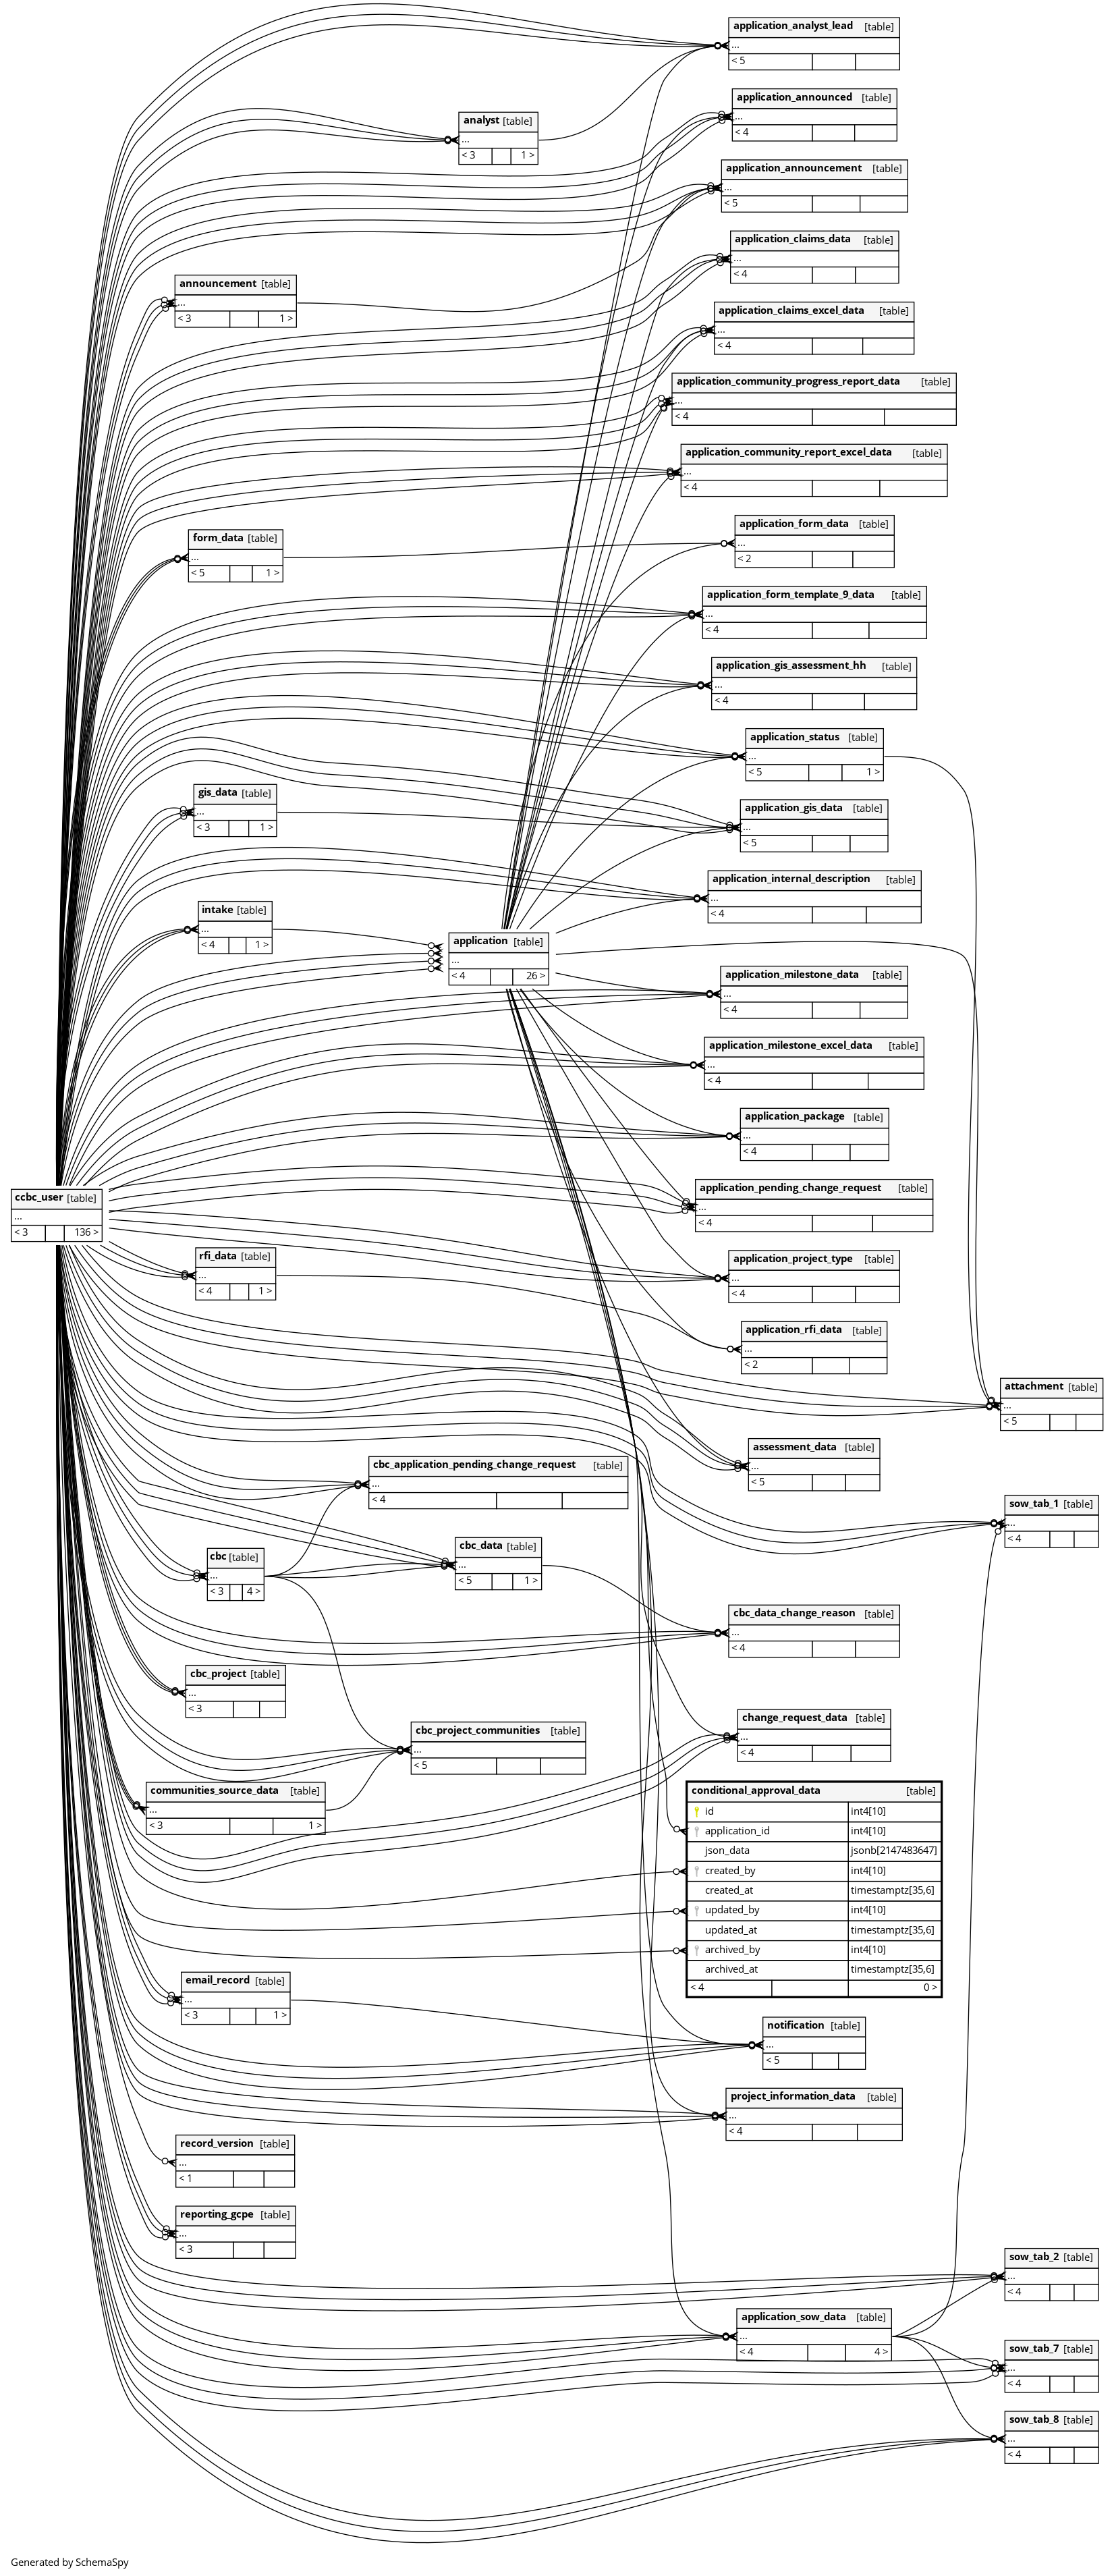 application_analyst_lead [table]
...
< 5
application_announced [table]
...
< 4
analyst [table]
...
< 3 1 >
application_announcement [table]
...
< 5
application_claims_data [table]
...
< 4
announcement [table]
...
< 3 1 >
application_claims_excel_data [table]
...
< 4
application_community_progress_report_data [table]
...
< 4
application_community_report_excel_data [table]
...
< 4
application_form_data [table]
...
< 2
form_data [table]
...
< 5 1 >
application_form_template_9_data [table]
...
< 4
application_gis_assessment_hh [table]
...
< 4
application_status [table]
...
< 5 1 >
gis_data [table]
...
< 3 1 >
application_gis_data [table]
...
< 5
application_internal_description [table]
...
< 4
intake [table]
...
< 4 1 >
application [table]
...
< 4 26 >
application_milestone_data [table]
...
< 4
application_milestone_excel_data [table]
...
< 4
application_package [table]
...
< 4
application_pending_change_request [table]
...
< 4
ccbc_user [table]
...
< 3 136 >
rfi_data [table]
...
< 4 1 >
application_project_type [table]
...
< 4
application_rfi_data [table]
...
< 2
attachment [table]
...
< 5
assessment_data [table]
...
< 5
cbc_application_pending_change_request [table]
...
< 4
sow_tab_1 [table]
...
< 4
cbc_data [table]
...
< 5 1 >
cbc [table]
...
< 3 4 >
cbc_data_change_reason [table]
...
< 4
cbc_project [table]
...
< 3
change_request_data [table]
...
< 4
cbc_project_communities [table]
...
< 5
communities_source_data [table]
...
< 3 1 >
conditional_approval_data [table]
id int4[10]
application_id int4[10]
json_data jsonb[2147483647]
created_by int4[10]
created_at timestamptz[35,6]
updated_by int4[10]
updated_at timestamptz[35,6]
archived_by int4[10]
archived_at timestamptz[35,6]
< 4 0 >
email_record [table]
...
< 3 1 >
notification [table]
...
< 5
project_information_data [table]
...
< 4
record_version [table]
...
< 1
reporting_gcpe [table]
...
< 3
sow_tab_2 [table]
...
< 4
application_sow_data [table]
...
< 4 4 >
sow_tab_7 [table]
...
< 4
sow_tab_8 [table]
...
< 4
Generated by SchemaSpy